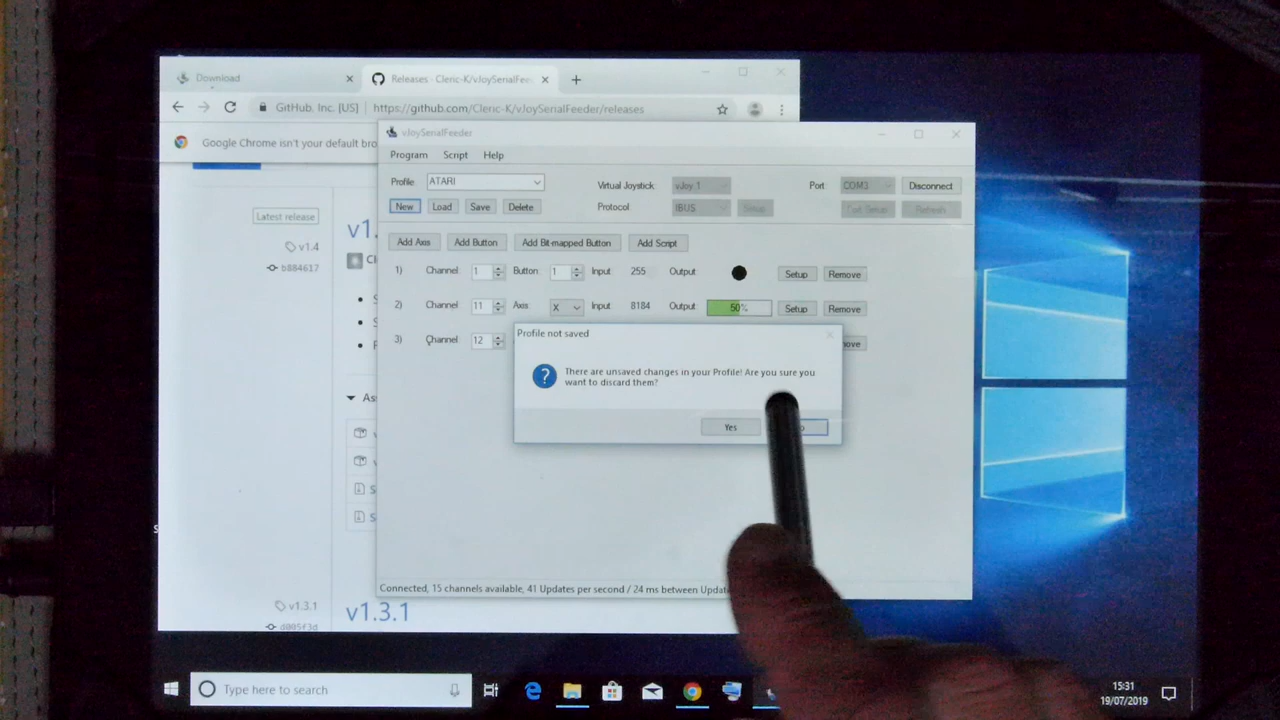 Download
Releases · Cleric-K/vJoySerialFee
GitHub, Inc. [US] https://github.com/Cleric-K/vJoySerialFeeder/releases
Google Chrome isn't your default bro
vJoySerialFeeder
Program Script Help
Profile: ATARI Virtual Joystick: vJoy 1 Port: COM3 Disconnect
New Load Save Delete Protocol: IBUS Setup Port Setup Refresh
Latest release
v1.4
b884617
v1.
Add Axis Add Button Add Bit-mapped Button Add Script
1) Channel: 1 Button: 1 Input: 255 Output: Setup Remove
2) Channel: 11 Axis: X Input: 8184 Output: 50% Setup Remove
3) Channel: 12
Profile not saved
There are unsaved changes in your Profile! Are you sure you
want to discard them?
Yes
Ass
Connected, 15 channels available, 41 Updates per second / 24 ms between Updat
v1.3.1
d005f3d
v1.3.1
Type here to search
15:31
19/07/2019